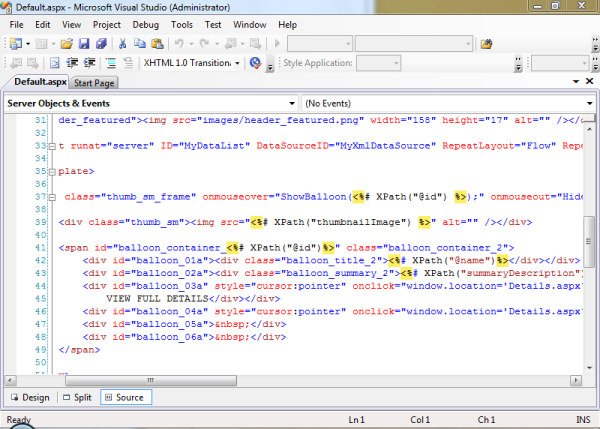 Default.aspx - Microsoft Visual Studio (Administrator)
File Edit View Project Debug Tools Test Window Help
XHTML 1.0 Transition Style Application:
Default.aspx Start Page
Server Objects & Events (No Events)
31 der_featured"><img src="images/header_featured.png" width="158" height="17" alt="" /></
32
33 t runat="server" ID="MyDataList" DataSourceID="MyXmlDataSource" RepeatLayout="Flow" Repe
34
35 plate>
36
37 class="thumb_sm_frame" onmouseover="ShowBalloon(<%# XPath("@id") %>);" onmouseout="Hid
38
39 <div class="thumb_sm"><img src="<%# XPath("thumbnailImage") %>" alt="" /></div>
40
41 <span id="balloon_container_<%# XPath("@id")%>" class="balloon_container_2">
42 <div id="balloon_01a"><div class="balloon_title_2"><%# XPath("@name")%></div></div>
43 <div id="balloon_02a"><div class="balloon_summary_2"><%# XPath("summaryDescription")
44 <div id="balloon_03a" style="cursor:pointer" onclick="window.location='Details.aspx
45 VIEW FULL DETAILS</div></div>
46 <div id="balloon_04a" style="cursor:pointer" onclick="window.location='Details.aspx
47 <div id="balloon_05a">&nbsp;</div>
48 <div id="balloon_06a">&nbsp;</div>
49 </span>
50
Design Split Source
Ready Ln 1 Col 1 Ch 1 INS